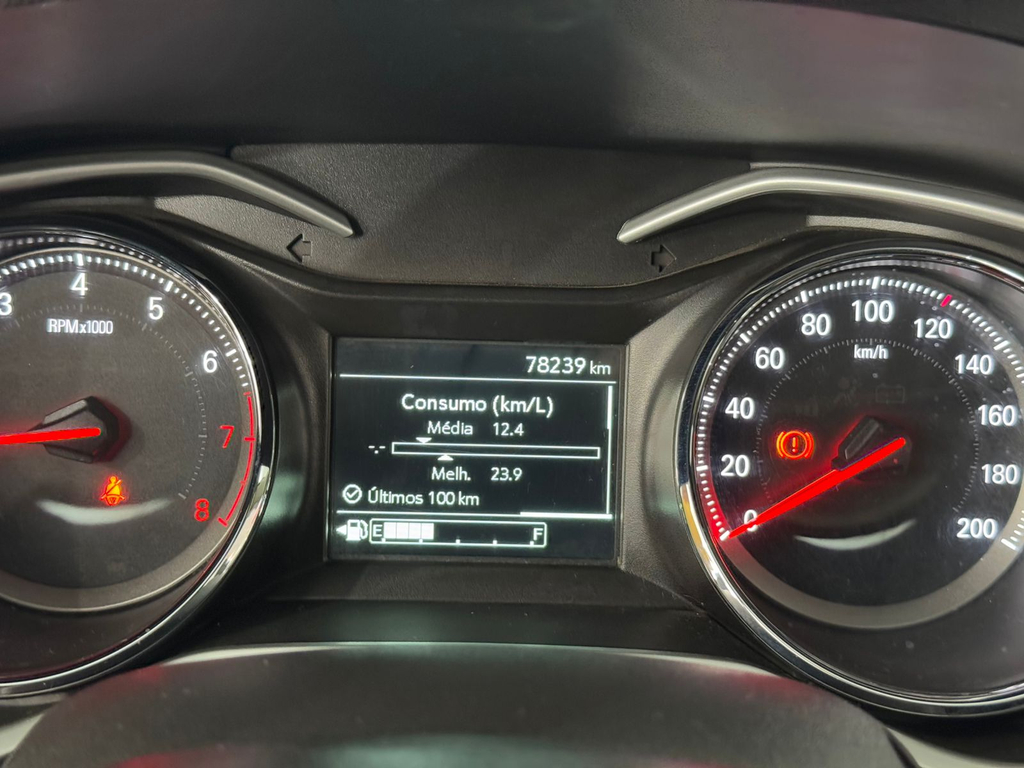 3
4
5
6
7
8
RPMx1000
78239 km
Consumo (km/L)
Média 12.4
-.-
Melh. 23.9
Últimos 100 km
E F
0
20
40
60
80
100
120
140
160
180
200
km/h